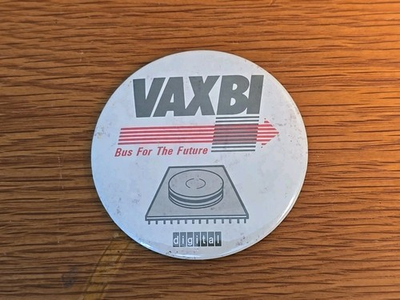 VAXBI
Bus For The Future
digital